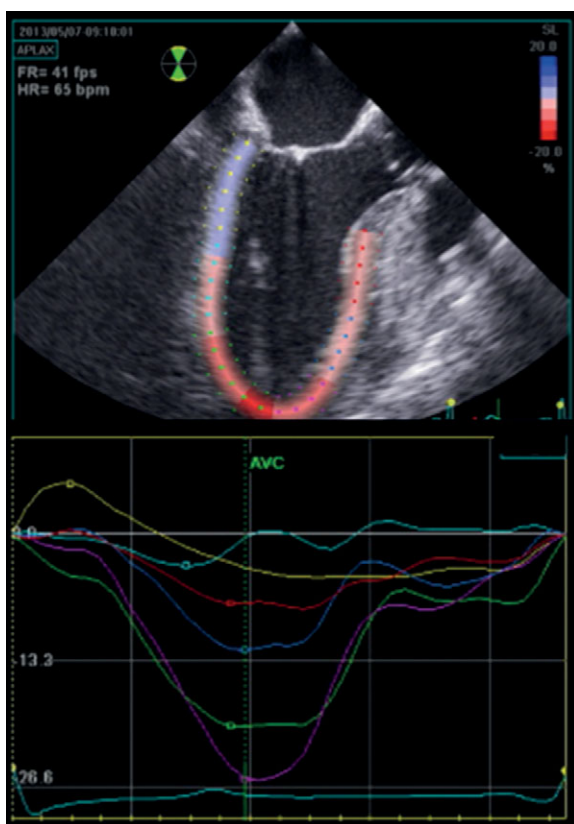 2013/05/07-09:10:01
APLAX
FR= 41 fps
HR= 65 bpm
SL
20.0
-20.0
%
AVC
0.0
-13.3
-26.6